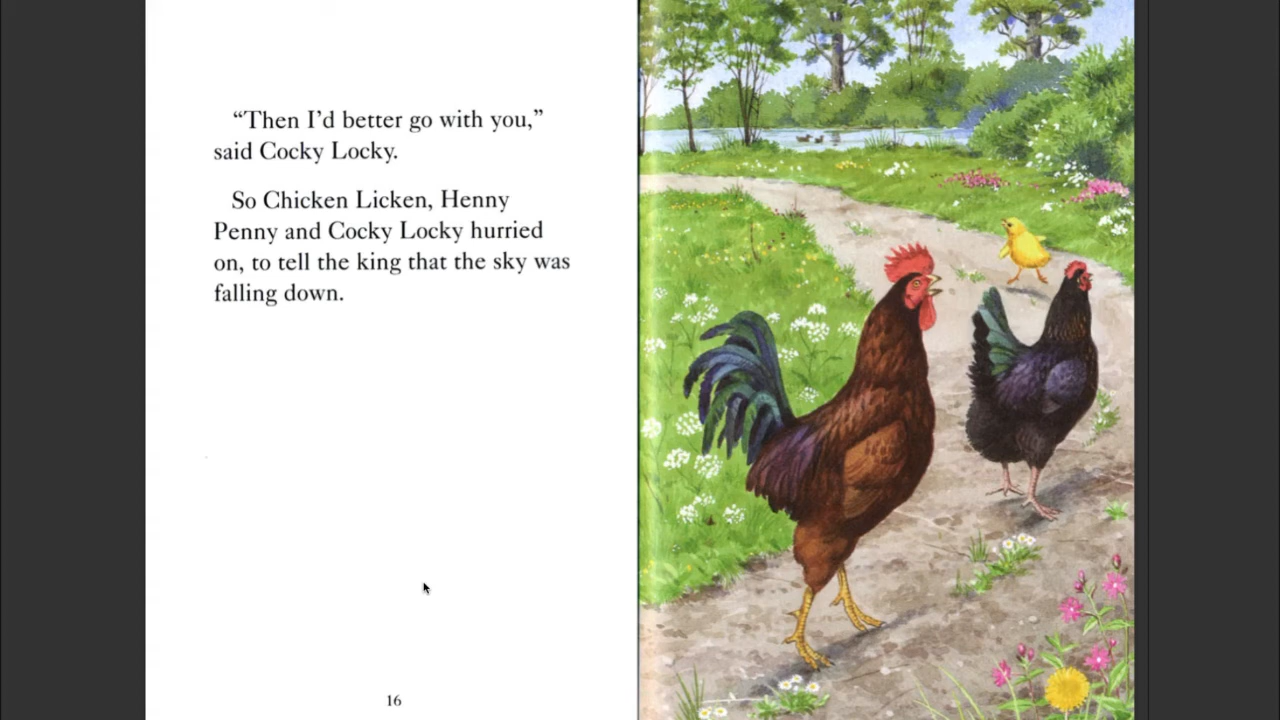 “Then I’d better go with you,”
said Cocky Locky.
So Chicken Licken, Henny
Penny and Cocky Locky hurried
on, to tell the king that the sky was
falling down.
16